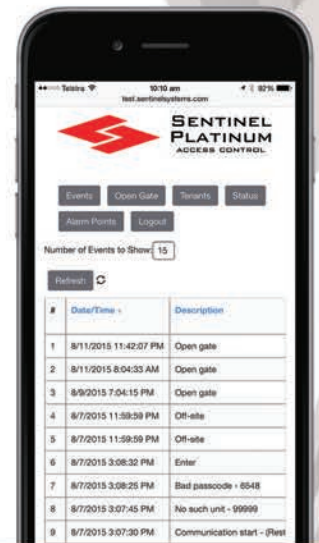 Telstra 10:10 am 92%
test.sentinelsystems.com
SENTINEL
PLATINUM
ACCESS CONTROL
Events Open Gate Tenants Status
Alarm Points Logout
Number of Events to Show: 15
Refresh
# Date/Time Description
1 8/11/2015 11:42:07 PM Open gate
2 8/11/2015 8:04:33 AM Open gate
3 8/9/2015 7:04:15 PM Open gate
4 8/7/2015 11:59:59 PM Off-site
5 8/7/2015 11:59:59 PM Off-site
6 8/7/2015 3:08:32 PM Enter
7 8/7/2015 3:08:25 PM Bad passcode - 6548
8 8/7/2015 3:07:45 PM No such unit - 99999
9 8/7/2015 3:07:30 PM Communication start - (Rest